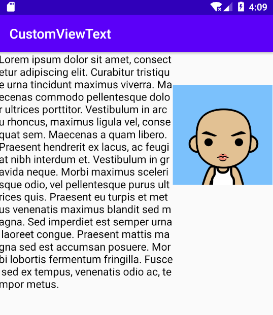 4:09
CustomViewText
Lorem ipsum dolor sit amet, consect
etur adipiscing elit. Curabitur tristiqu
e urna tincidunt maximus viverra. Ma
ecenas commodo pellentesque dolo
r ultrices porttitor. Vestibulum in arc
u rhoncus, maximus ligula vel, conse
quat sem. Maecenas a quam libero.
Praesent hendrerit ex lacus, ac feugi
at nibh interdum et. Vestibulum in gr
avida neque. Morbi maximus sceleri
sque odio, vel pellentesque purus ult
rices quis. Praesent eu turpis et met
us venenatis maximus blandit sed m
agna. Sed imperdiet est semper urna
laoreet congue. Praesent mattis ma
gna sed est accumsan posuere. Mor
bi lobortis fermentum fringilla. Fusce
sed ex tempus, venenatis odio ac, te
mpor metus.